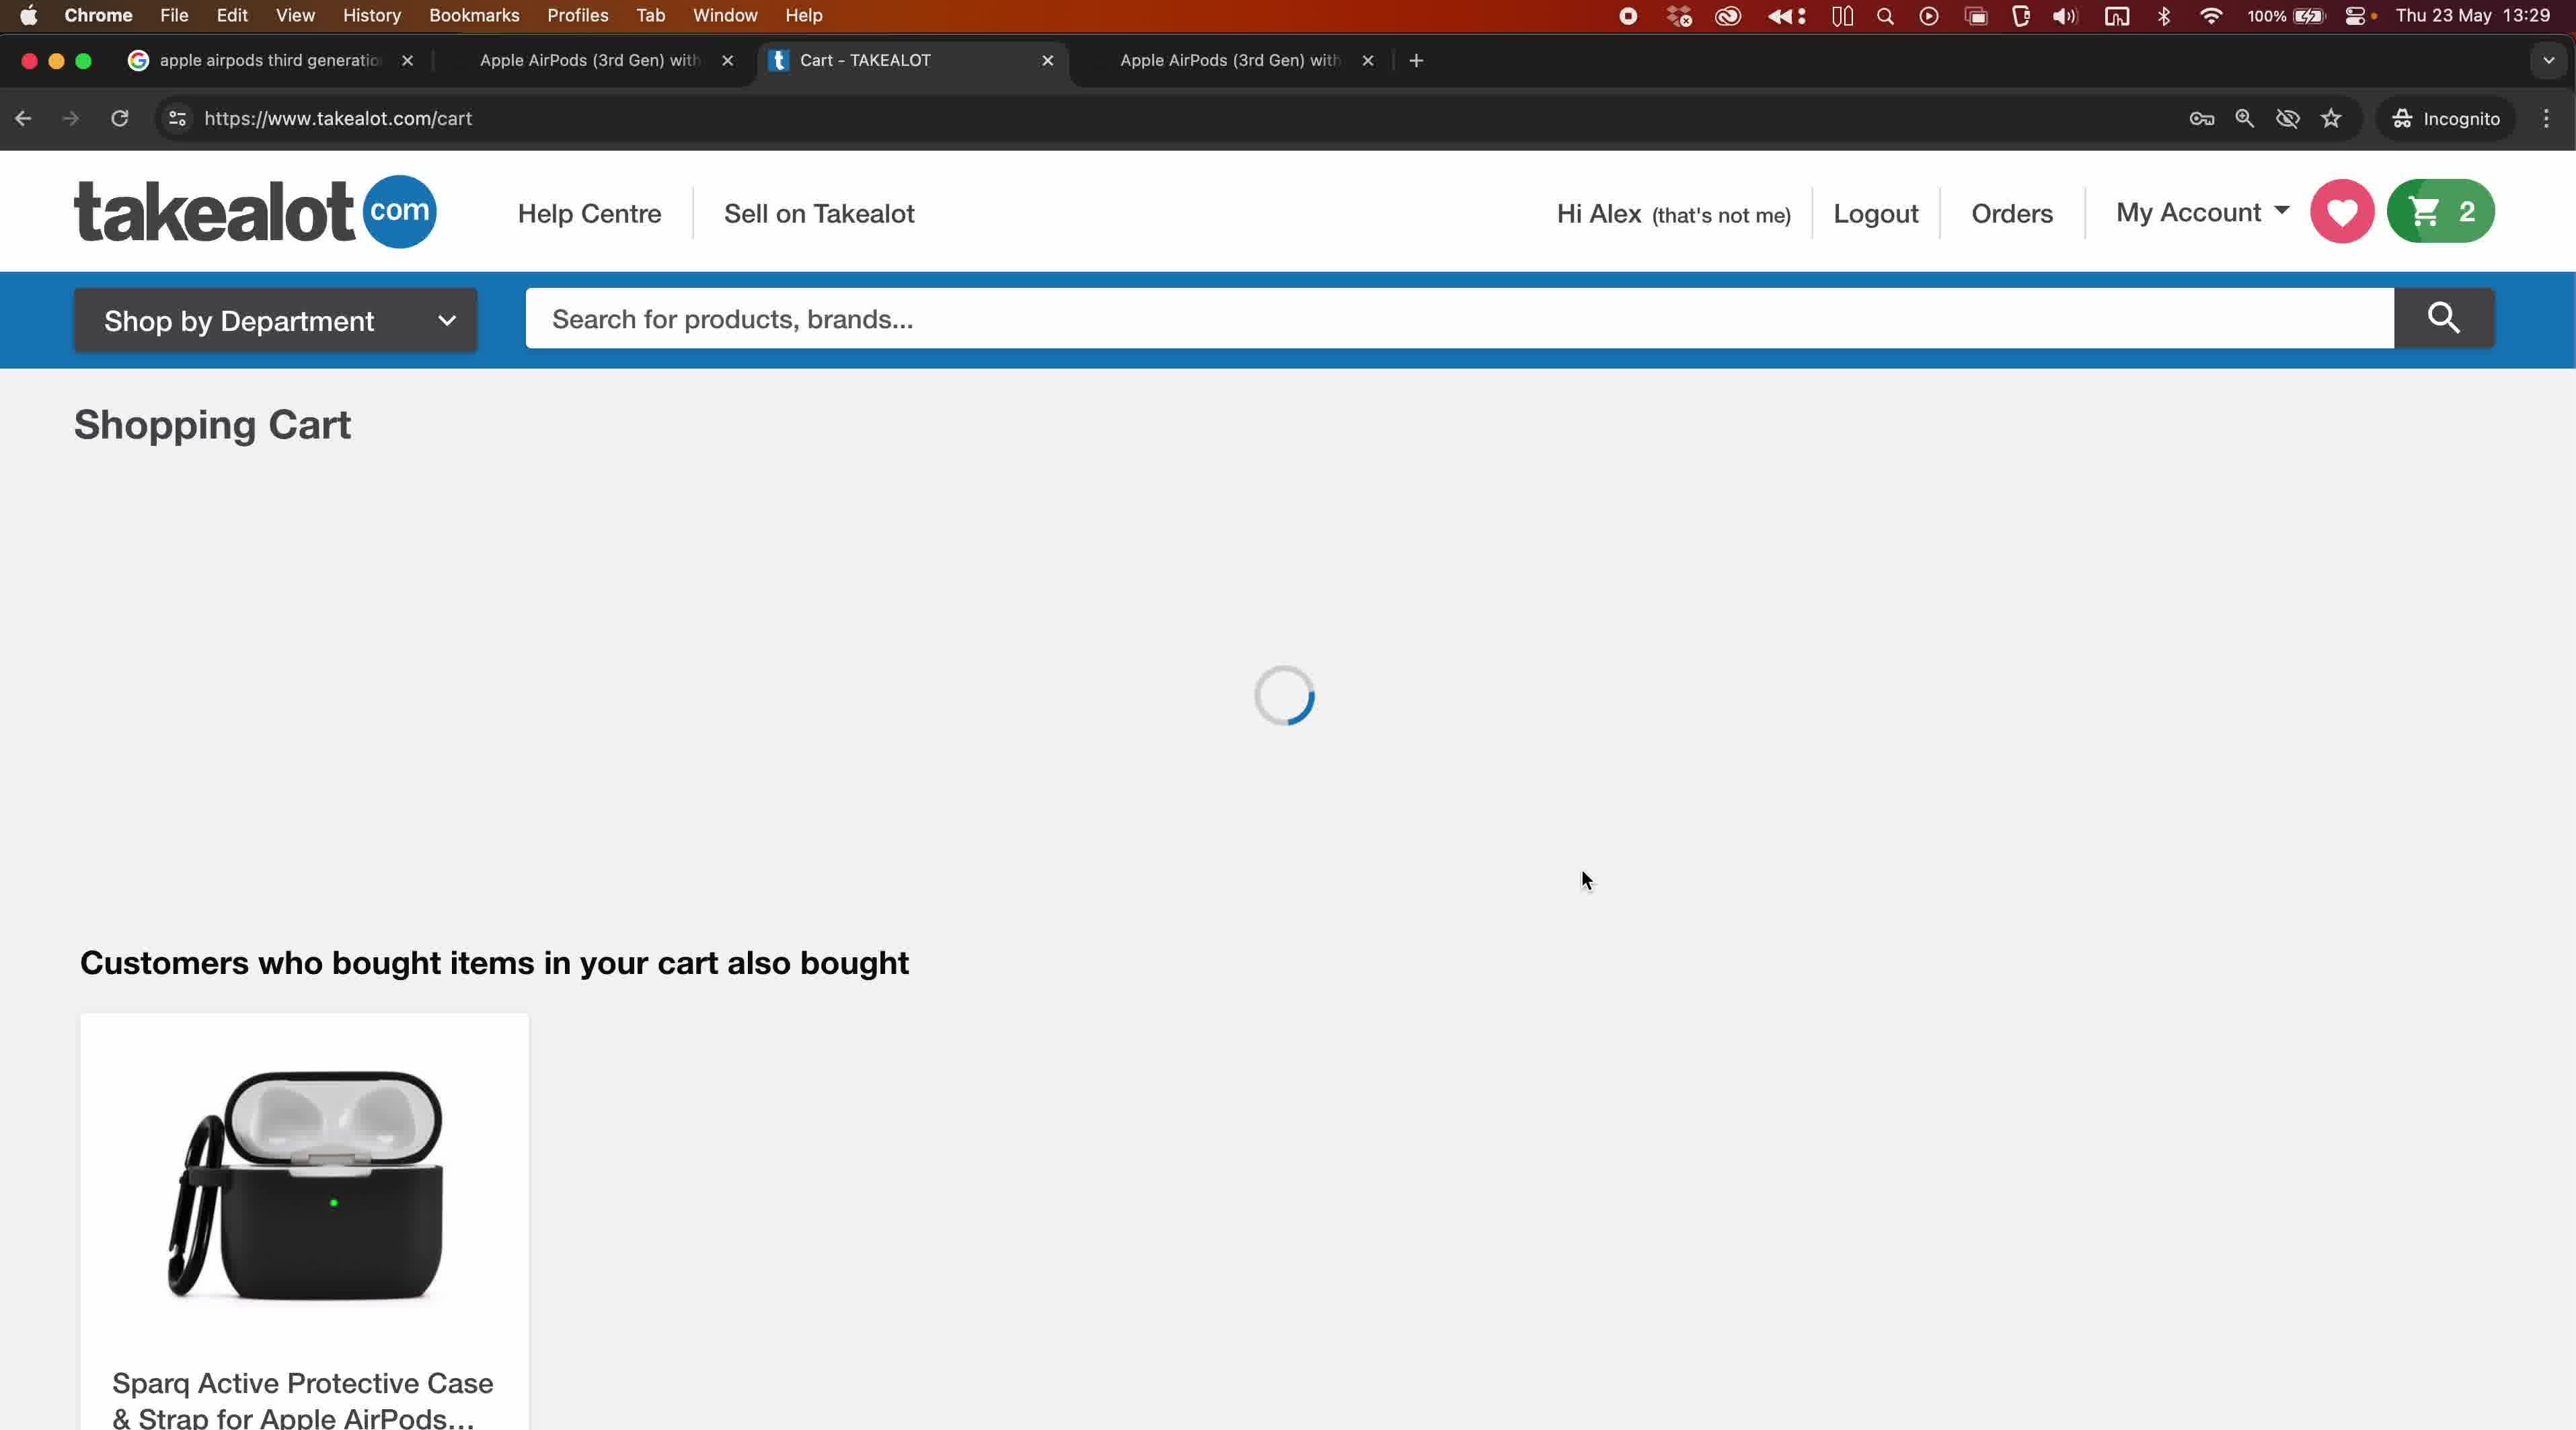 Chrome File Edit View History Bookmarks Profiles Tab Window Help 100% Thu 23 May 13:29
apple airpods third generatio Apple AirPods (3rd Gen) with Cart - TAKEALOT Apple AirPods (3rd Gen) with
https://www.takealot.com/cart Incognito
takealot com Help Centre Sell on Takealot Hi Alex (that's not me) Logout Orders My Account 2
Shop by Department Search for products, brands...
Shopping Cart
Customers who bought items in your cart also bought
Sparq Active Protective Case
& Strap for Apple AirPods...